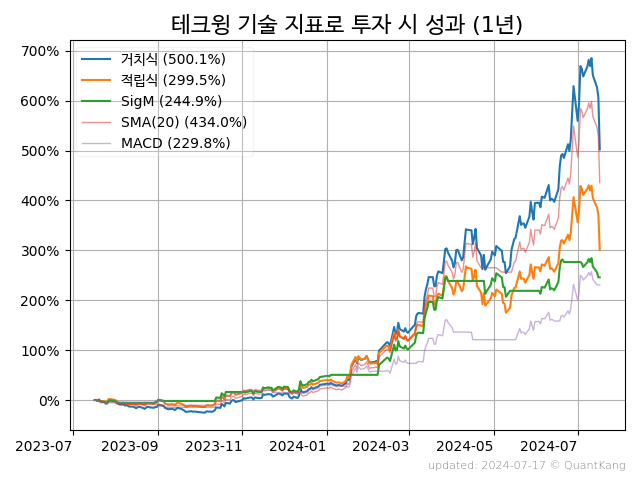 테크윙 기술 지표로 투자 시 성과 (1년)
700%
600%
500%
400%
300%
200%
100%
0%
거치식 (500.1%)
적립식 (299.5%)
SigM (244.9%)
SMA(20) (434.0%)
MACD (229.8%)
2023-07 2023-09 2023-11 2024-01 2024-03 2024-05 2024-07
updated: 2024-07-17 © QuantKang